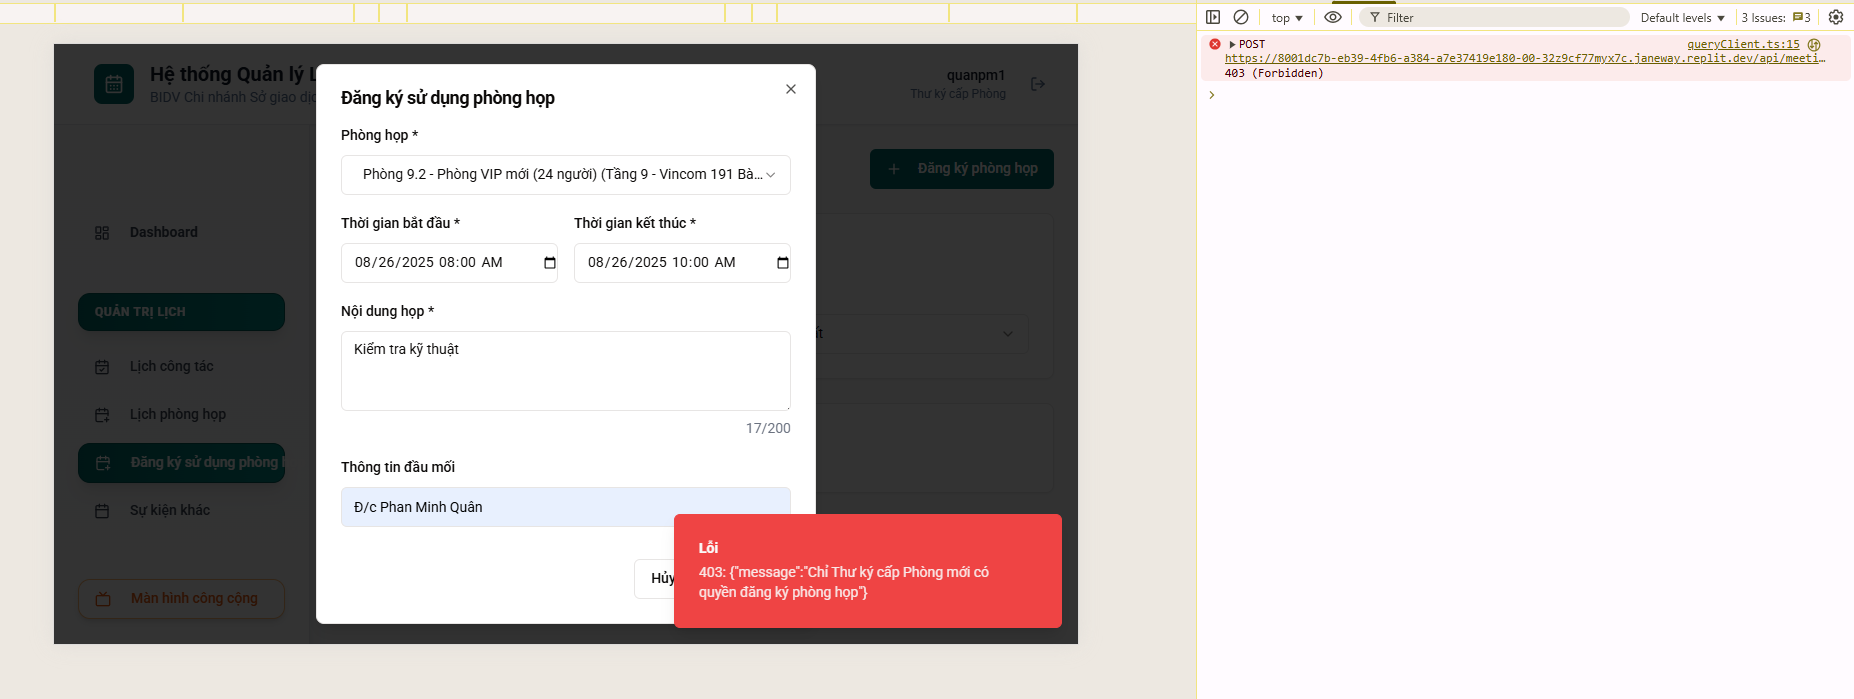 Hệ thống Quản lý L
BIDV Chi nhánh Sở giao dịc
quanpm1
Thư ký cấp Phòng
Đăng ký phòng họp
Dashboard
QUẢN TRỊ LỊCH
Lịch công tác
Lịch phòng họp
Đăng ký sử dụng phòng h
Sự kiện khác
Màn hình công cộng
Đăng ký sử dụng phòng họp
Phòng họp *
Phòng 9.2 - Phòng VIP mới (24 người) (Tầng 9 - Vincom 191 Bà...
Thời gian bắt đầu *
Thời gian kết thúc *
08/26/2025 08:00 AM
08/26/2025 10:00 AM
Nội dung họp *
Kiểm tra kỹ thuật
17/200
Thông tin đầu mối
Đ/c Phan Minh Quân
Hủy
Lỗi
403: {"message":"Chỉ Thư ký cấp Phòng mới có
quyền đăng ký phòng họp"}
top
Filter
Default levels
3 Issues:
3
POST
queryClient.ts:15
https://8001dc7b-eb39-4fb6-a384-a7e37419e180-00-32z9cf77myx7c.janeway.replit.dev/api/meeti…
403 (Forbidden)